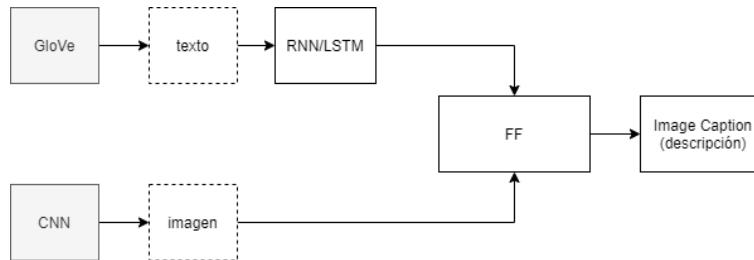 GloVe
texto
RNN/LSTM
FF
Image Caption
(descripción)
CNN
imagen